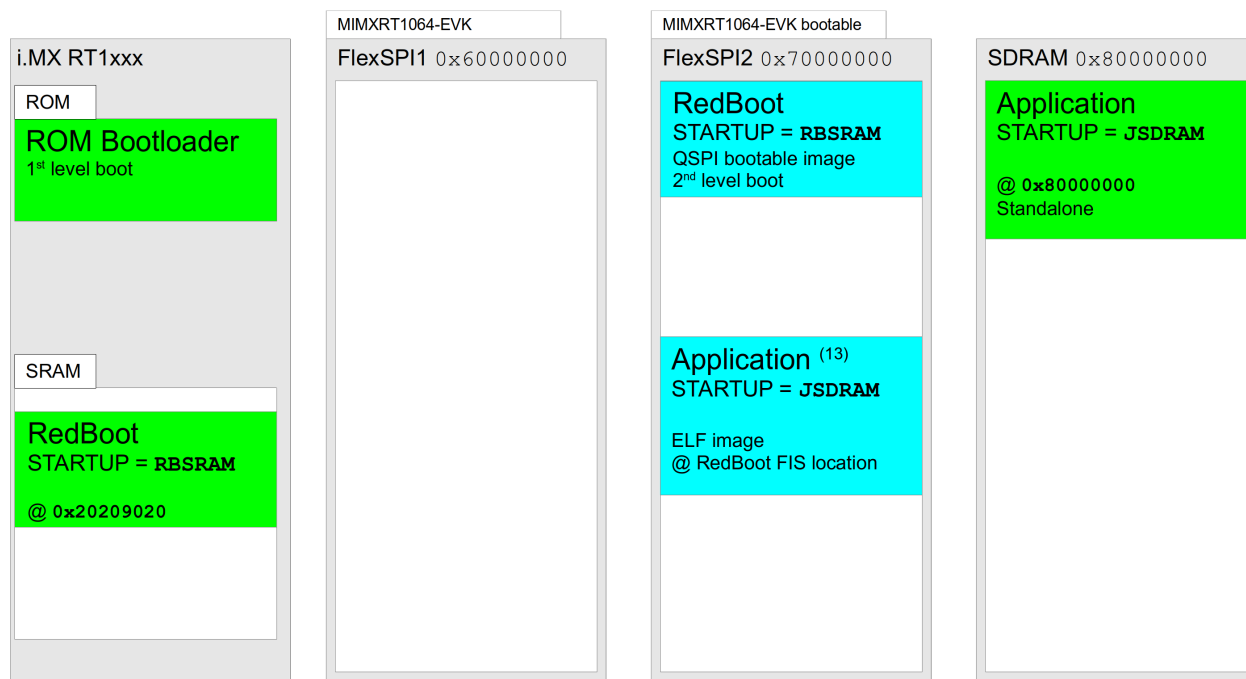 i.MX RT1xxx
ROM
ROM Bootloader
1st level boot
SRAM
RedBoot
STARTUP = RBSRAM
@ 0x20209020
MIMXRT1064-EVK
FlexSPI1 0x60000000
MIMXRT1064-EVK bootable
FlexSPI2 0x70000000
RedBoot
STARTUP = RBSRAM
QSPI bootable image
2nd level boot
Application (13)
STARTUP = JSDRAM
ELF image
@ RedBoot FIS location
SDRAM 0x80000000
Application
STARTUP = JSDRAM
@ 0x80000000
Standalone